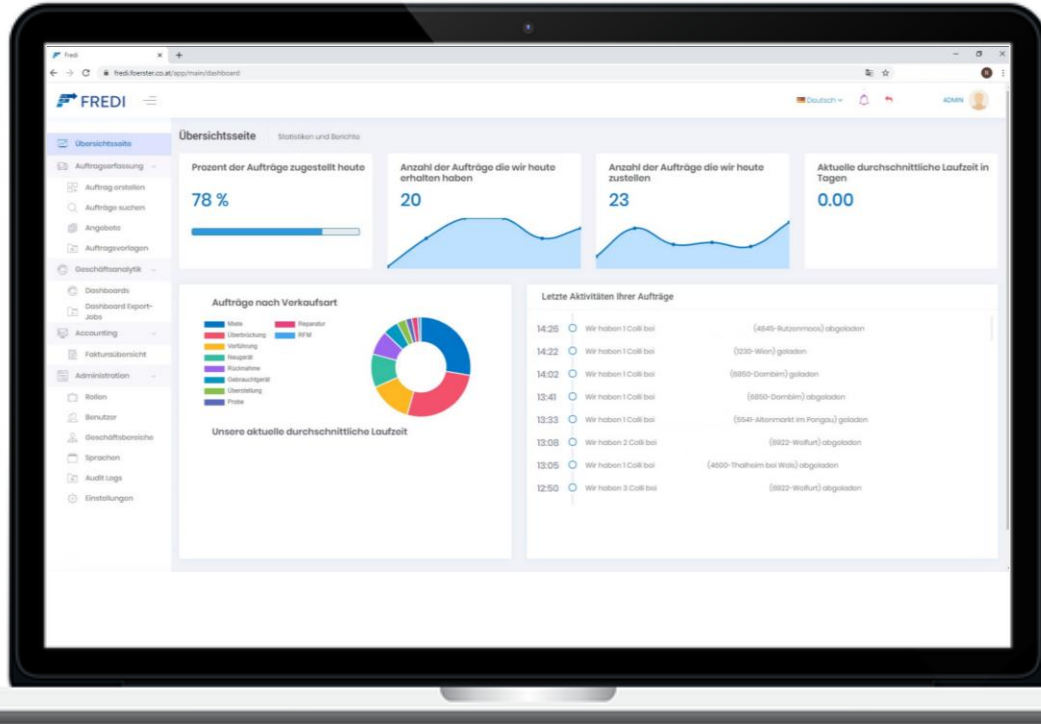 Fredi
fredi.foerster.co.at/app/main/dashboard
FREDI
Deutsch
ADMIN
Übersichtsseite
Auftragserfassung
Auftrag erstellen
Aufträge suchen
Angebote
Auftragsvorlagen
Geschäftsanalytik
Dashboards
Dashboard Export-
Jobs
Accounting
Fakturaübersicht
Administration
Rollen
Benutzer
Geschäftsbereiche
Sprachen
Audit Logs
Einstellungen
Übersichtsseite
Statistiken und Berichte
Prozent der Aufträge zugestellt heute
78 %
Anzahl der Aufträge die wir heute
erhalten haben
20
Anzahl der Aufträge die wir heute
zustellen
23
Aktuelle durchschnittliche Laufzeit in
Tagen
0.00
Aufträge nach Verkaufsart
Miete
Überbrückung
Vorführung
Neugerät
Rücknahme
Gebrauchtgerät
Überstellung
Probe
Reparatur
RFM
Unsere aktuelle durchschnittliche Laufzeit
Letzte Aktivitäten Ihrer Aufträge
14:26 Wir haben 1 Colli bei (4845-Rutzenmoos) abgeladen
14:22 Wir haben 1 Colli bei (1230-Wien) geladen
14:02 Wir haben 1 Colli bei (6850-Dornbirn) geladen
13:41 Wir haben 1 Colli bei (6850-Dornbirn) abgeladen
13:33 Wir haben 1 Colli bei (5541-Altenmarkt im Pongau) geladen
13:08 Wir haben 2 Colli bei (6922-Wolfurt) abgeladen
13:05 Wir haben 1 Colli bei (4600-Thalheim bei Wels) abgeladen
12:50 Wir haben 3 Colli bei (6922-Wolfurt) abgeladen